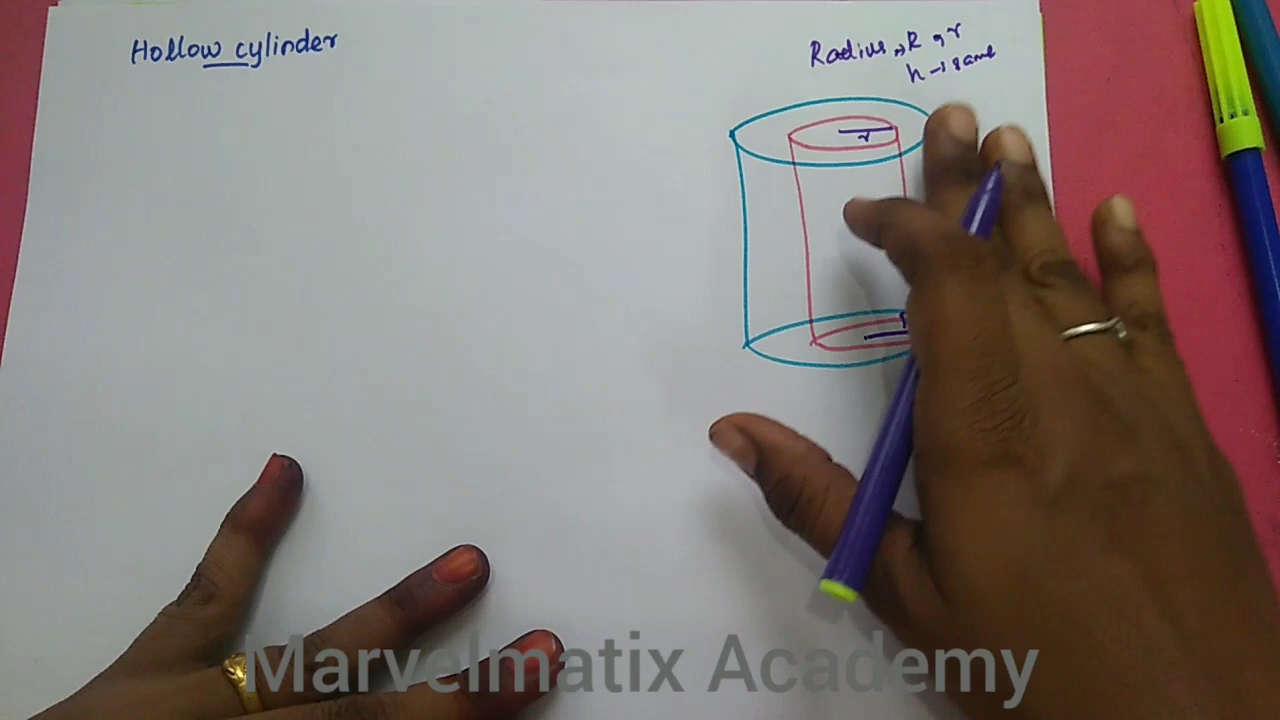 Hollow cylinder
Radius → R, r
h → same
r
Marvelmatix Academy